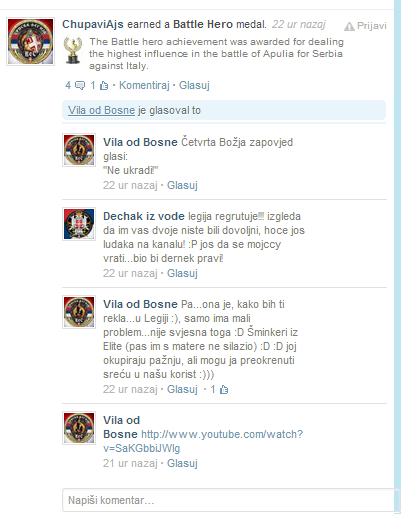 ChupaviAjs earned a Battle Hero medal. 22 ur nazaj Prijavi
The Battle hero achievement was awarded for dealing
the highest influence in the battle of Apulia for Serbia
against Italy.
4 1 · Komentiraj · Glasuj
Vila od Bosne je glasoval to
Vila od Bosne Četvrta Božja zapovjed
glasi:
"Ne ukradi!"
22 ur nazaj · Glasuj
Dechak iz vode legija regrutuje!!! izgleda
da im vas dvoje niste bili dovoljni, hoce jos
ludaka na kanalu! :P jos da se mojccy
vrati...bio bi dernek pravi!
22 ur nazaj · Glasuj
Vila od Bosne Pa...ona je, kako bih ti
rekla...u Legiji :), samo ima mali
problem...nije svjesna toga :D Šminkeri iz
Elite (pas im s matere ne silazio) :D :D joj
okupiraju pažnju, ali mogu ja preokrenuti
sreću u našu korist :)))
22 ur nazaj · Glasuj · 1
Vila od
Bosne http://www.youtube.com/watch?
v=SaKGbbiJWIg
21 ur nazaj · Glasuj
Napiši komentar...